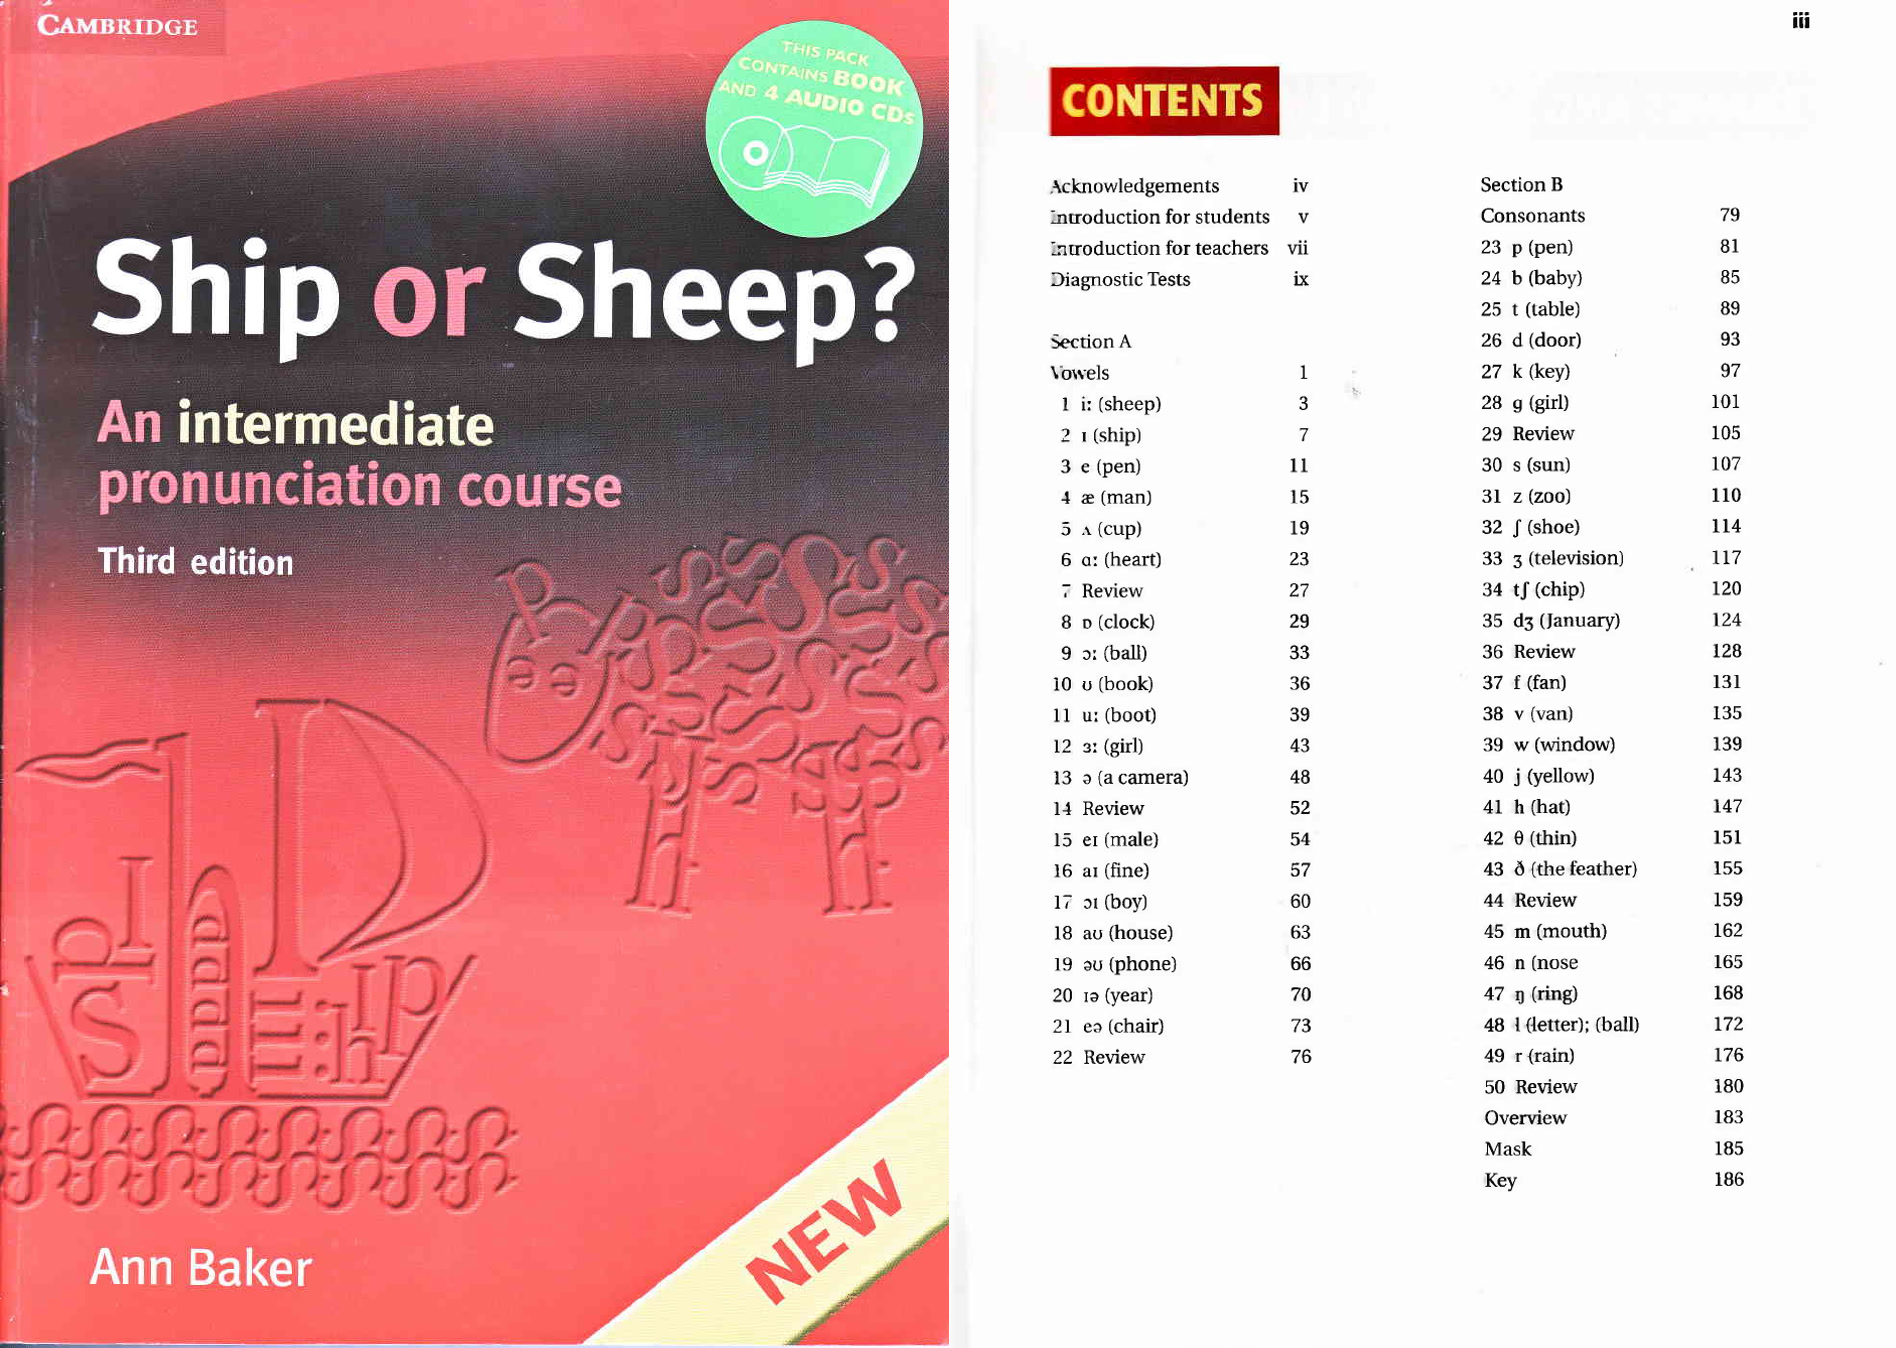 CAMBRIDGE
THIS PACK
CONTAINS BOOK
AND 4 AUDIO CDs
Ship or Sheep?
An intermediate
pronunciation course
Third edition
Ann Baker
NEW
iii
CONTENTS
Acknowledgements iv
Introduction for students v
Introduction for teachers vii
Diagnostic Tests ix
Section A
Vowels 1
1 iː (sheep) 3
2 ɪ (ship) 7
3 e (pen) 11
4 æ (man) 15
5 ʌ (cup) 19
6 ɑː (heart) 23
7 Review 27
8 ɒ (clock) 29
9 ɔː (ball) 33
10 ʊ (book) 36
11 uː (boot) 39
12 ɜː (girl) 43
13 ə (a camera) 48
14 Review 52
15 eɪ (male) 54
16 aɪ (fine) 57
17 ɔɪ (boy) 60
18 aʊ (house) 63
19 əʊ (phone) 66
20 ɪə (year) 70
21 eə (chair) 73
22 Review 76
Section B
Consonants 79
23 p (pen) 81
24 b (baby) 85
25 t (table) 89
26 d (door) 93
27 k (key) 97
28 g (girl) 101
29 Review 105
30 s (sun) 107
31 z (zoo) 110
32 ʃ (shoe) 114
33 ʒ (television) 117
34 tʃ (chip) 120
35 dʒ (January) 124
36 Review 128
37 f (fan) 131
38 v (van) 135
39 w (window) 139
40 j (yellow) 143
41 h (hat) 147
42 θ (thin) 151
43 ð (the feather) 155
44 Review 159
45 m (mouth) 162
46 n (nose 165
47 ŋ (ring) 168
48 l (letter); (ball) 172
49 r (rain) 176
50 Review 180
Overview 183
Mask 185
Key 186